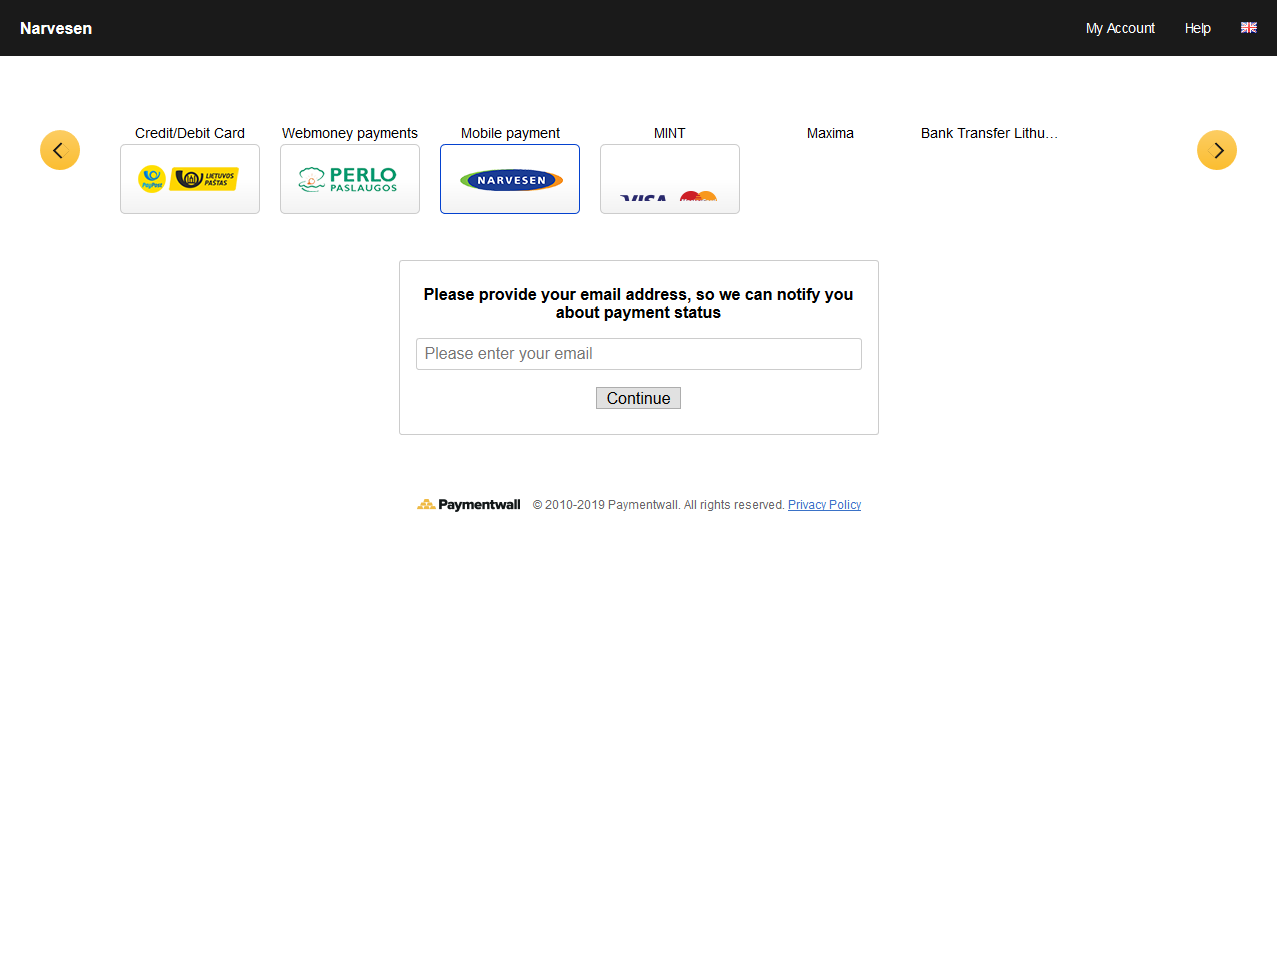 Narvesen
My Account
Help
Credit/Debit Card
Webmoney payments
Mobile payment
MINT
Maxima
Bank Transfer Lithu…
PayPost
LIETUVOS
PAŠTAS
PERLO
PASLAUGOS
NARVESEN
VISA
Please provide your email address, so we can notify you
about payment status
Please enter your email
Continue
Paymentwall
© 2010-2019 Paymentwall. All rights reserved. Privacy Policy